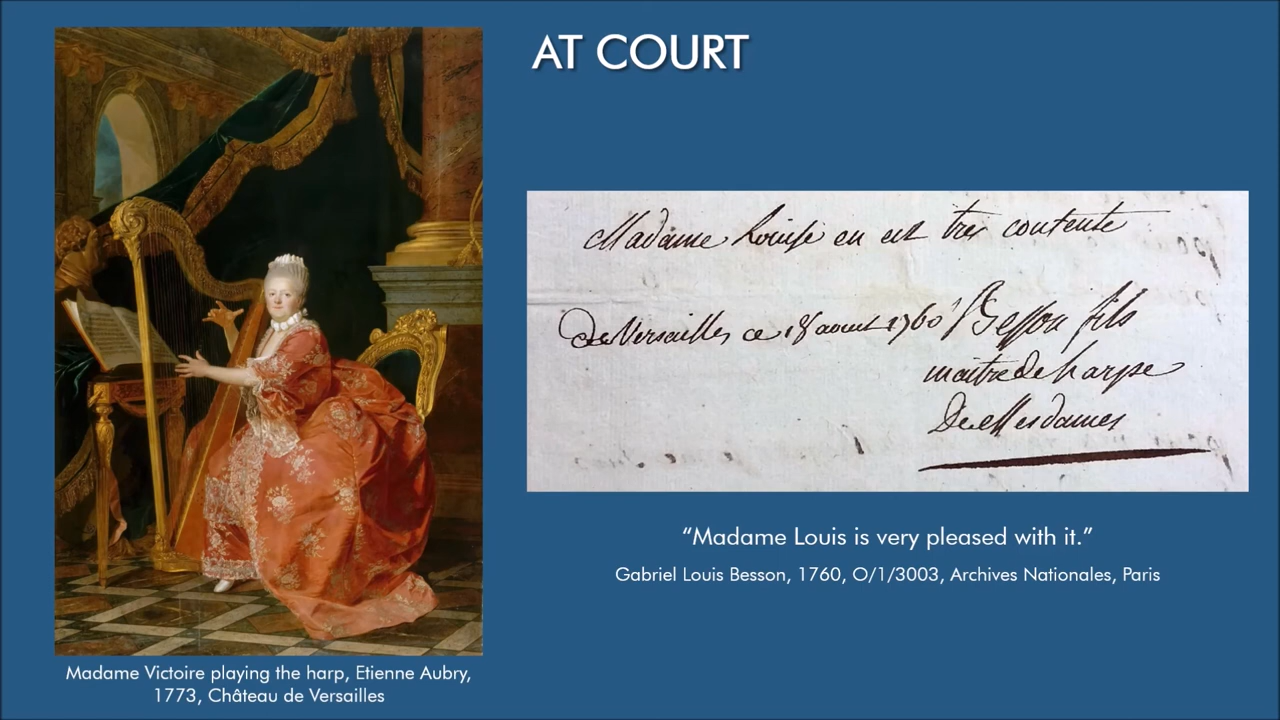 AT COURT
Madame Louise en est tres contente
de Versailles ce 18 aoust 1760 Besson fils
maitre de harpe
De Mesdames
“Madame Louis is very pleased with it.”
Gabriel Louis Besson, 1760, O/1/3003, Archives Nationales, Paris
Madame Victoire playing the harp, Etienne Aubry,
1773, Château de Versailles